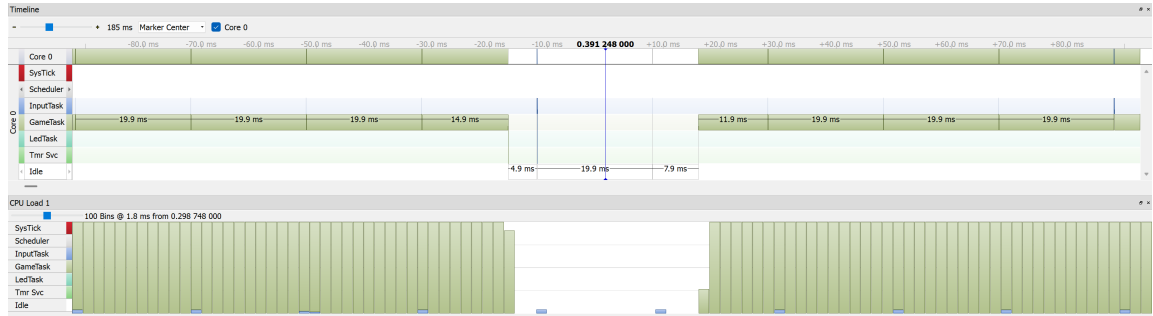 Timeline
- + 185 ms Marker Center Core 0
-80.0 ms -70.0 ms -60.0 ms -50.0 ms -40.0 ms -30.0 ms -20.0 ms -10.0 ms 0.391 248 000 +10.0 ms +20.0 ms +30.0 ms +40.0 ms +50.0 ms +60.0 ms +70.0 ms +80.0 ms
Core 0
Core 0
SysTick
Scheduler
InputTask
GameTask 19.9 ms 19.9 ms 19.9 ms 14.9 ms 11.9 ms 19.9 ms 19.9 ms 19.9 ms
LedTask
Tmr Svc
Idle 4.9 ms 19.9 ms 7.9 ms
CPU Load 1
100 Bins @ 1.8 ms from 0.298 748 000
SysTick
Scheduler
InputTask
GameTask
LedTask
Tmr Svc
Idle